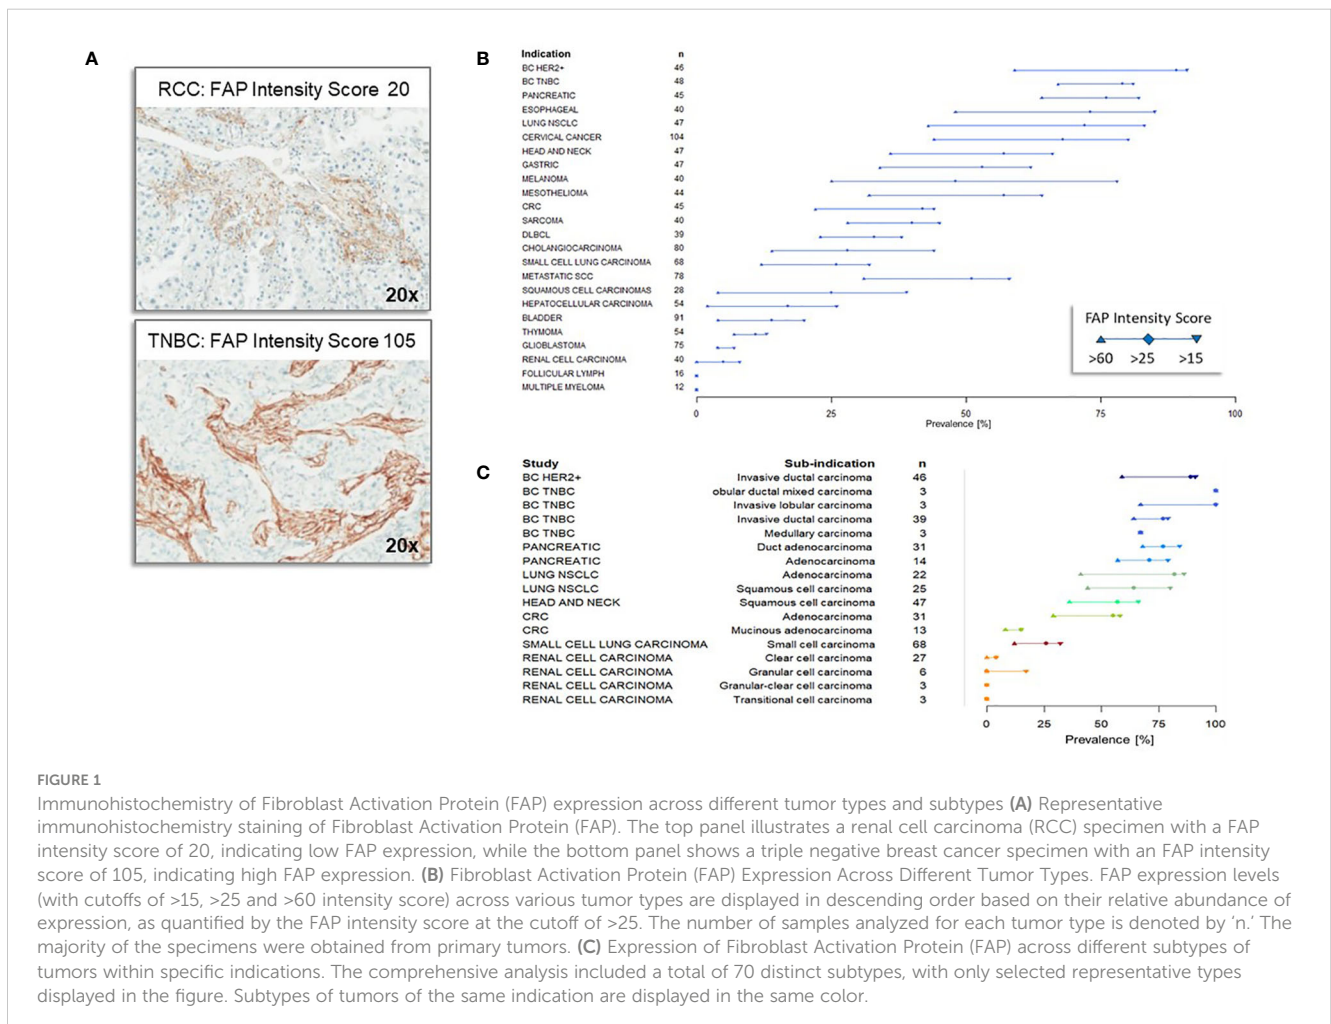 A
RCC: FAP Intensity Score 20
20x
TNBC: FAP Intensity Score 105
20x
B
Indication n
BC HER2+ 46
BC TNBC 48
PANCREATIC 45
ESOPHAGEAL 40
LUNG NSCLC 47
CERVICAL CANCER 104
HEAD AND NECK 47
GASTRIC 47
MELANOMA 40
MESOTHELIOMA 44
CRC 45
SARCOMA 40
DLBCL 39
CHOLANGIOCARCINOMA 80
SMALL CELL LUNG CARCINOMA 68
METASTATIC SCC 78
SQUAMOUS CELL CARCINOMAS 28
HEPATOCELLULAR CARCINOMA 54
BLADDER 91
THYMOMA 54
GLIOBLASTOMA 75
RENAL CELL CARCINOMA 40
FOLLICULAR LYMPH 16
MULTIPLE MYELOMA 12
FAP Intensity Score
>60 >25 >15
0 25 50 75 100
Prevalence [%]
C
Study Sub-indication n
BC HER2+ Invasive ductal carcinoma 46
BC TNBC obular ductal mixed carcinoma 3
BC TNBC Invasive lobular carcinoma 3
BC TNBC Invasive ductal carcinoma 39
BC TNBC Medullary carcinoma 3
PANCREATIC Duct adenocarcinoma 31
PANCREATIC Adenocarcinoma 14
LUNG NSCLC Adenocarcinoma 22
LUNG NSCLC Squamous cell carcinoma 25
HEAD AND NECK Squamous cell carcinoma 47
CRC Adenocarcinoma 31
CRC Mucinous adenocarcinoma 13
SMALL CELL LUNG CARCINOMA Small cell carcinoma 68
RENAL CELL CARCINOMA Clear cell carcinoma 27
RENAL CELL CARCINOMA Granular cell carcinoma 6
RENAL CELL CARCINOMA Granular-clear cell carcinoma 3
RENAL CELL CARCINOMA Transitional cell carcinoma 3
0 25 50 75 100
Prevalence [%]
FIGURE 1
Immunohistochemistry of Fibroblast Activation Protein (FAP) expression across different tumor types and subtypes (A) Representative
immunohistochemistry staining of Fibroblast Activation Protein (FAP). The top panel illustrates a renal cell carcinoma (RCC) specimen with a FAP
intensity score of 20, indicating low FAP expression, while the bottom panel shows a triple negative breast cancer specimen with an FAP intensity
score of 105, indicating high FAP expression. (B) Fibroblast Activation Protein (FAP) Expression Across Different Tumor Types. FAP expression levels
(with cutoffs of >15, >25 and >60 intensity score) across various tumor types are displayed in descending order based on their relative abundance of
expression, as quantified by the FAP intensity score at the cutoff of >25. The number of samples analyzed for each tumor type is denoted by ‘n.’ The
majority of the specimens were obtained from primary tumors. (C) Expression of Fibroblast Activation Protein (FAP) across different subtypes of
tumors within specific indications. The comprehensive analysis included a total of 70 distinct subtypes, with only selected representative types
displayed in the figure. Subtypes of tumors of the same indication are displayed in the same color.